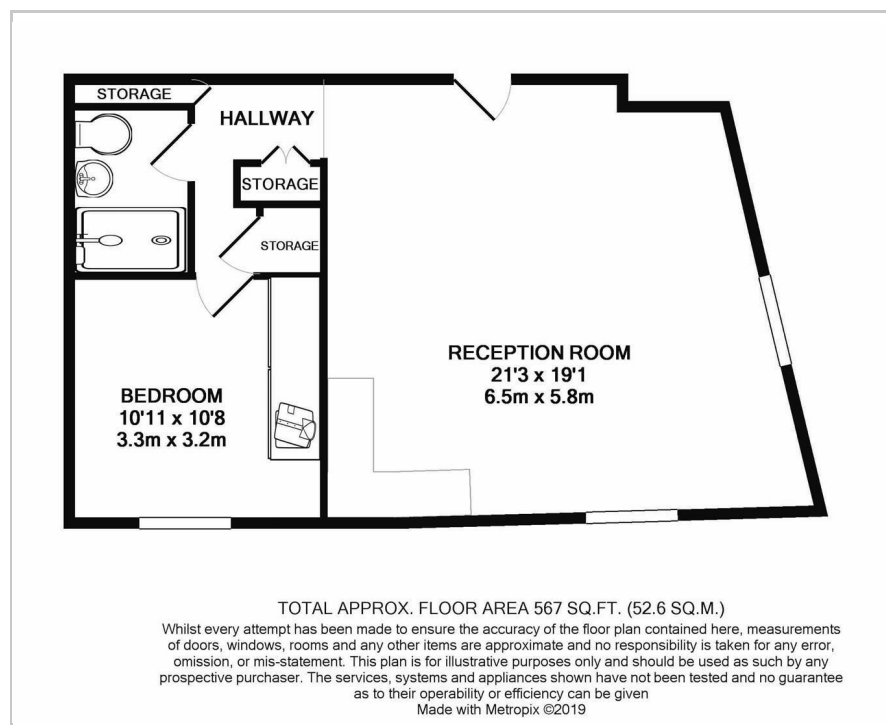 STORAGE
HALLWAY
STORAGE
STORAGE
RECEPTION ROOM
21'3 x 19'1
6.5m x 5.8m
BEDROOM
10'11 x 10'8
3.3m x 3.2m
TOTAL APPROX. FLOOR AREA 567 SQ.FT. (52.6 SQ.M.)
Whilst every attempt has been made to ensure the accuracy of the floor plan contained here, measurements
of doors, windows, rooms and any other items are approximate and no responsibility is taken for any error,
omission, or mis-statement. This plan is for illustrative purposes only and should be used as such by any
prospective purchaser. The services, systems and appliances shown have not been tested and no guarantee
as to their operability or efficiency can be given
Made with Metropix ©2019